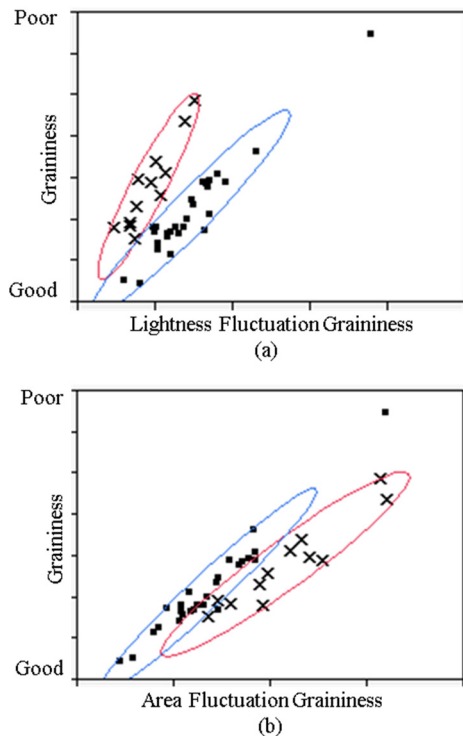 Poor
Graininess
Good
Lightness Fluctuation Graininess
(a)
Poor
Graininess
Good
Area Fluctuation Graininess
(b)